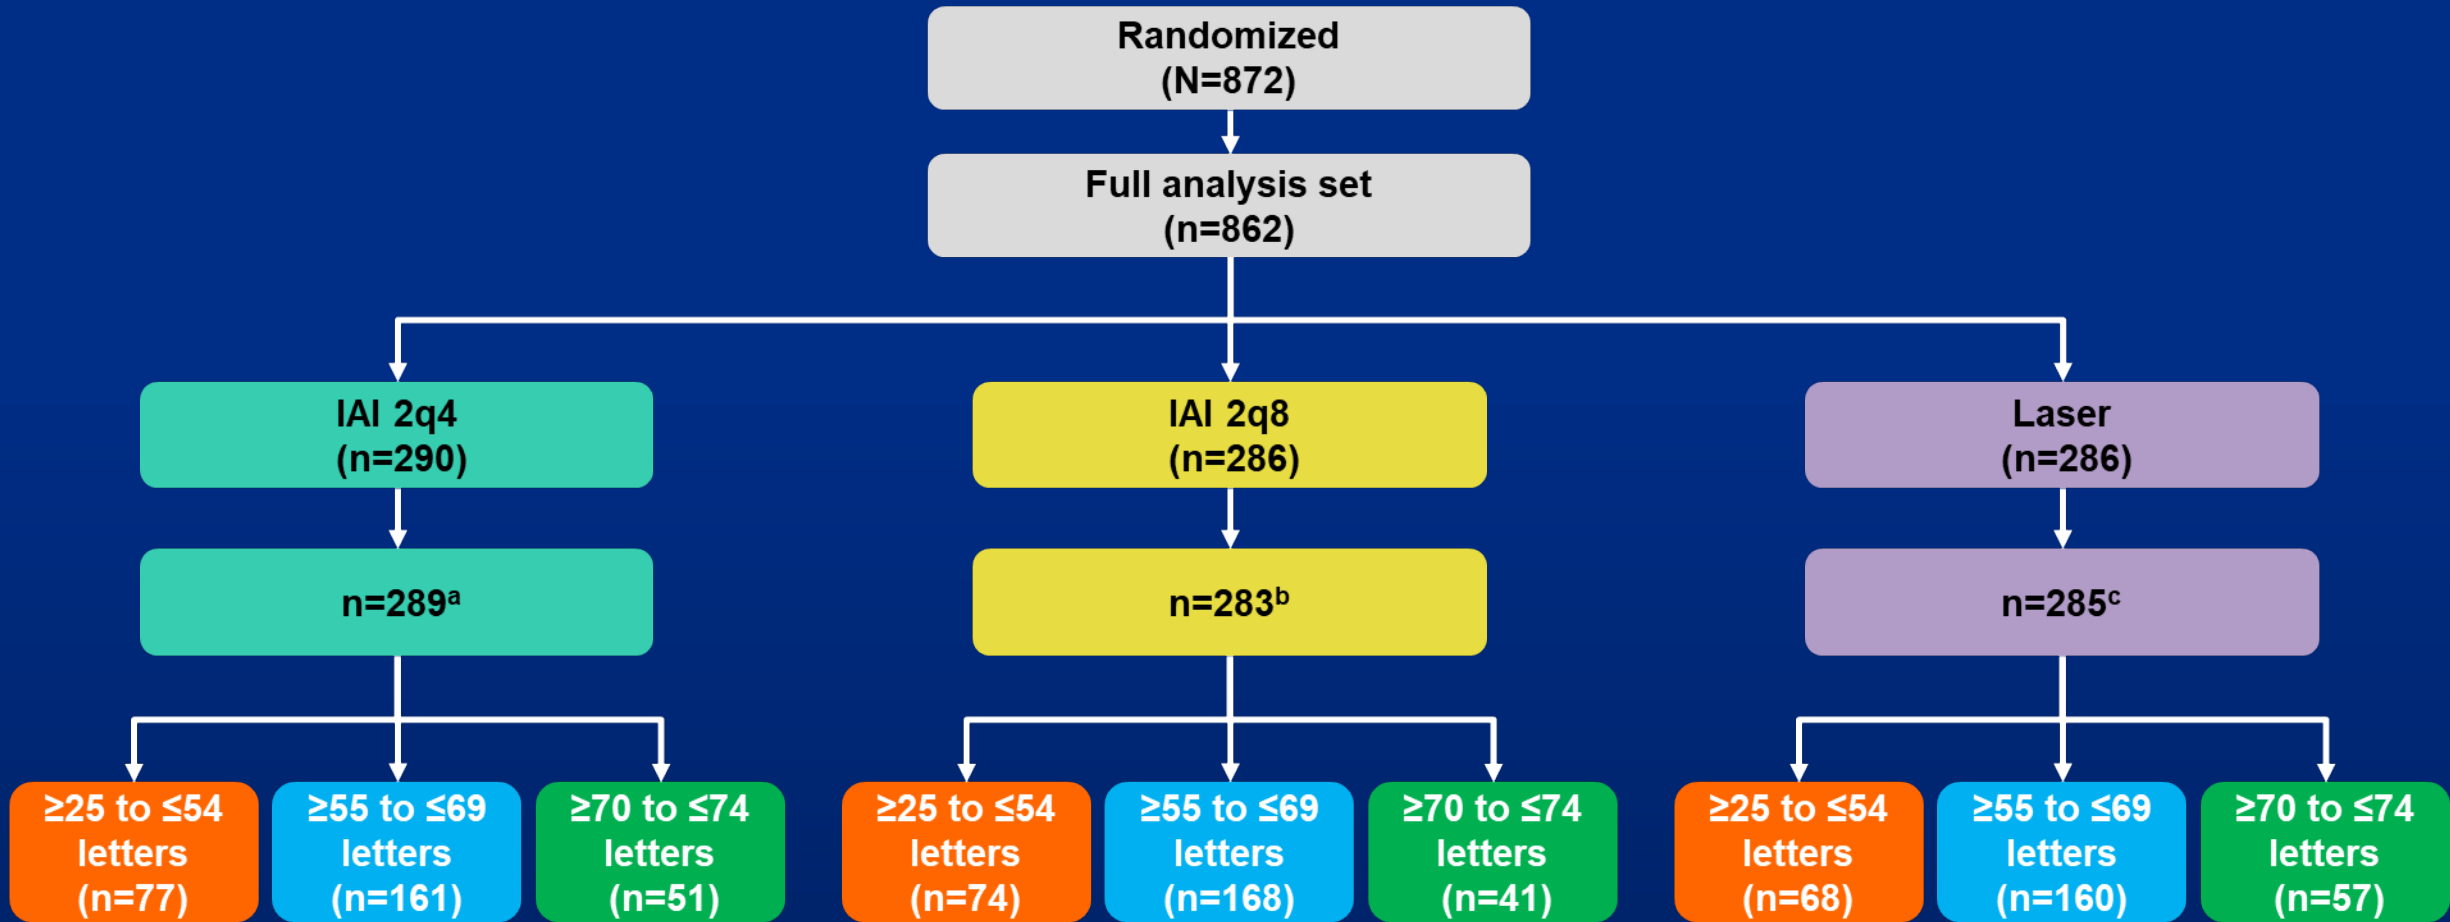 Randomized
(N=872)
Full analysis set
(n=862)
IAI 2q4
(n=290)
IAI 2q8
(n=286)
Laser
(n=286)
n=289ᵃ
n=283ᵇ
n=285ᶜ
≥25 to ≤54
letters
(n=77)
≥55 to ≤69
letters
(n=161)
≥70 to ≤74
letters
(n=51)
≥25 to ≤54
letters
(n=74)
≥55 to ≤69
letters
(n=168)
≥70 to ≤74
letters
(n=41)
≥25 to ≤54
letters
(n=68)
≥55 to ≤69
letters
(n=160)
≥70 to ≤74
letters
(n=57)